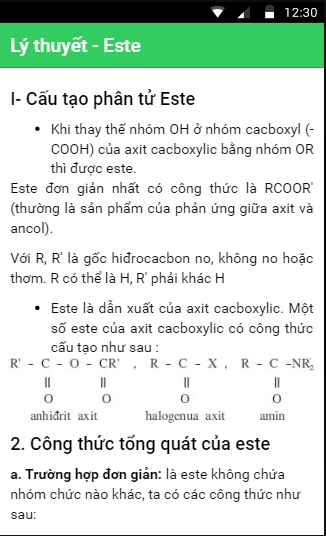 12:30
Lý thuyết - Este
I- Cấu tạo phân tử Este
• Khi thay thế nhóm OH ở nhóm cacboxyl (-
COOH) của axit cacboxylic bằng nhóm OR
thì được este.
Este đơn giản nhất có công thức là RCOOR'
(thường là sản phẩm của phản ứng giữa axit và
ancol).
Với R, R' là gốc hiđrocacbon no, không no hoặc
thơm. R có thể là H, R' phải khác H
• Este là dẫn xuất của axit cacboxylic. Một
số este của axit cacboxylic có công thức
cấu tạo như sau :
R' - C - O - CR' , R - C - X , R - C -NR'₂
॥ ॥ ॥ ॥
O O O O
anhiđrit axit halogenua axit amin
2. Công thức tổng quát của este
a. Trường hợp đơn giản: là este không chứa
nhóm chức nào khác, ta có các công thức như
sau: